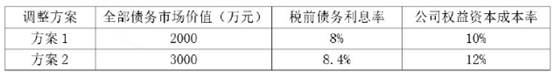 调整方案 全部债务市场价值（万元） 税前债务利息率 公司权益资本成本率
方案 1 2000 8% 10%
方案 2 3000 8.4% 12%